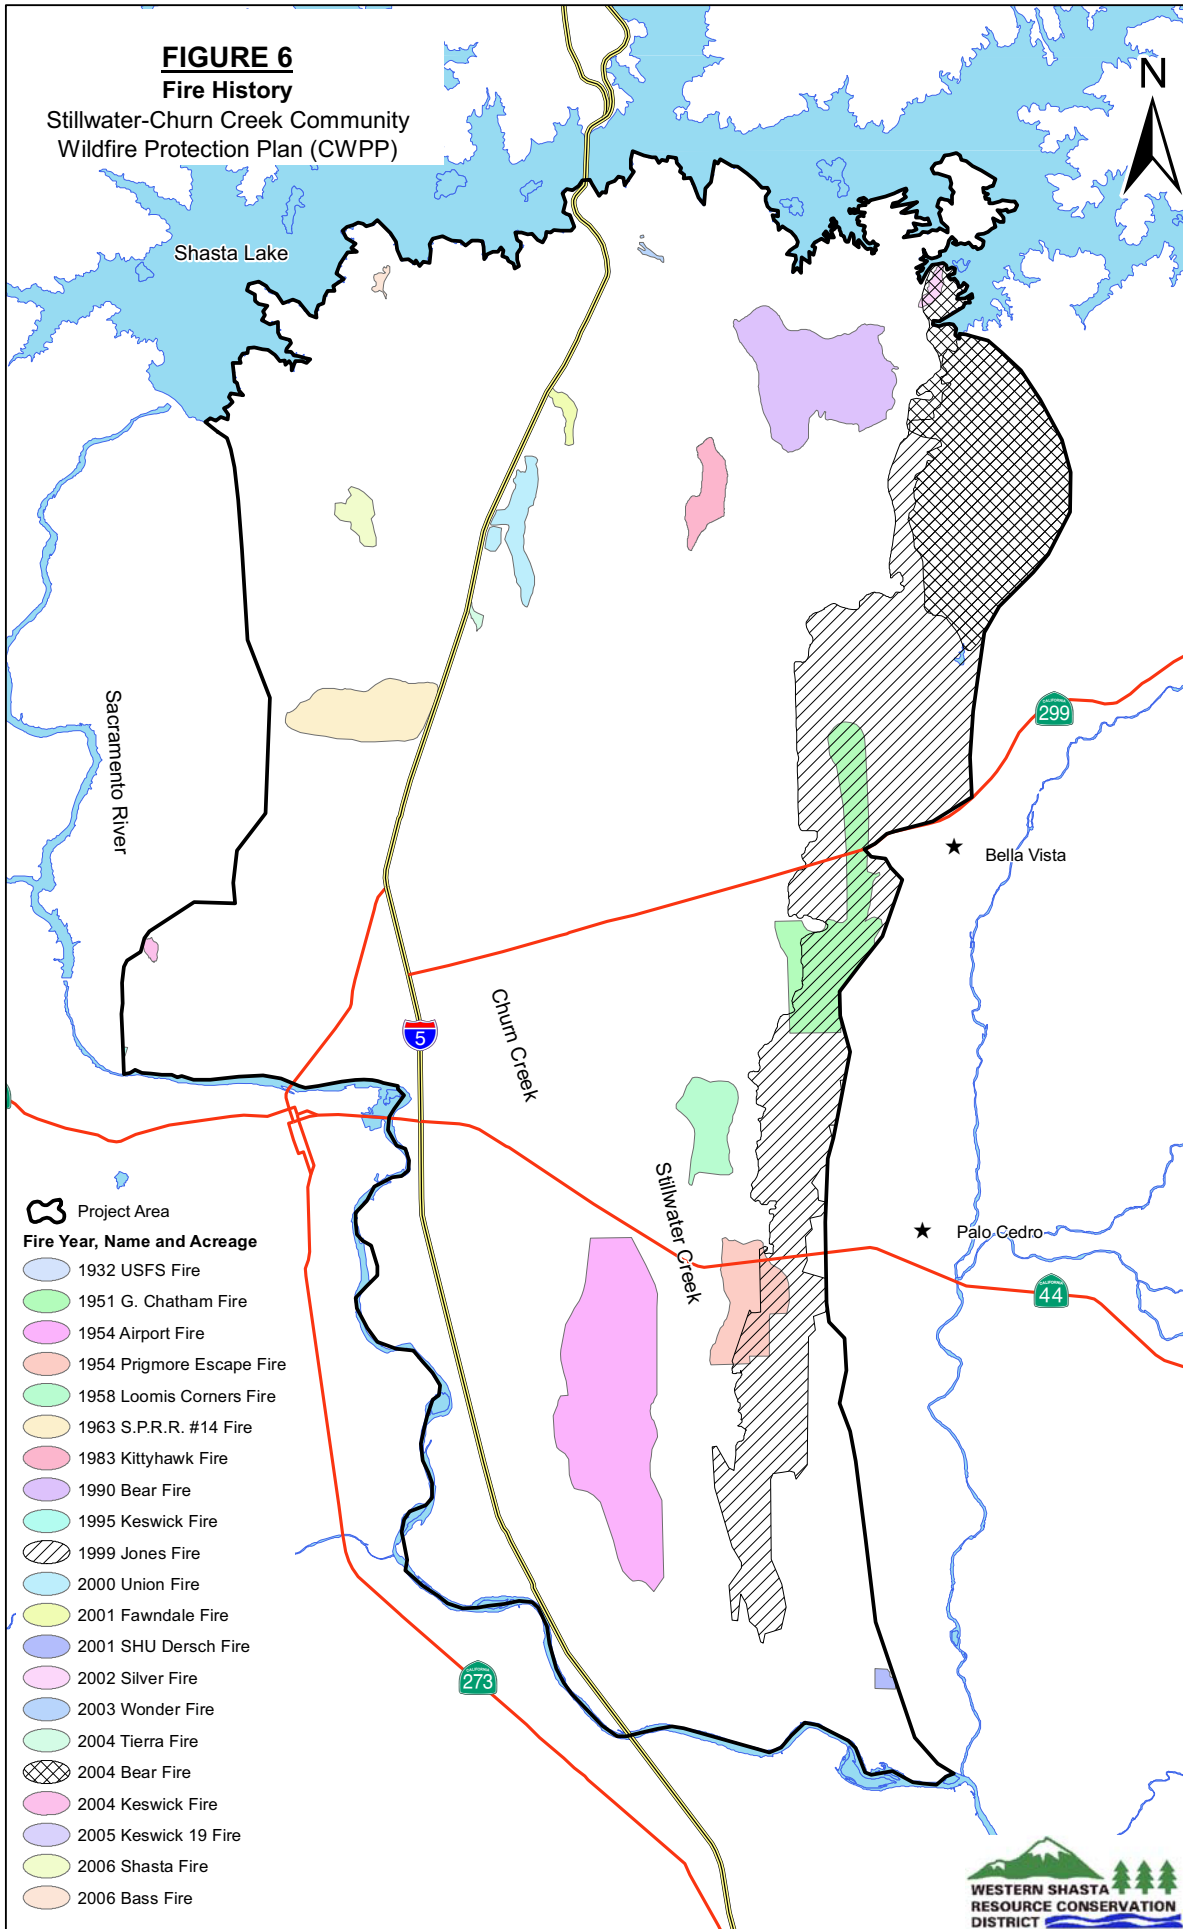 FIGURE 6
Fire History
Stillwater-Churn Creek Community
Wildfire Protection Plan (CWPP)
N
Shasta Lake
Sacramento River
CALIFORNIA
299
Bella Vista
5
Churn Creek
Stillwater Creek
Palo Cedro
CALIFORNIA
44
CALIFORNIA
273
Project Area
Fire Year, Name and Acreage
1932 USFS Fire
1951 G. Chatham Fire
1954 Airport Fire
1954 Prigmore Escape Fire
1958 Loomis Corners Fire
1963 S.P.R.R. #14 Fire
1983 Kittyhawk Fire
1990 Bear Fire
1995 Keswick Fire
1999 Jones Fire
2000 Union Fire
2001 Fawndale Fire
2001 SHU Dersch Fire
2002 Silver Fire
2003 Wonder Fire
2004 Tierra Fire
2004 Bear Fire
2004 Keswick Fire
2005 Keswick 19 Fire
2006 Shasta Fire
2006 Bass Fire
WESTERN SHASTA
RESOURCE CONSERVATION
DISTRICT